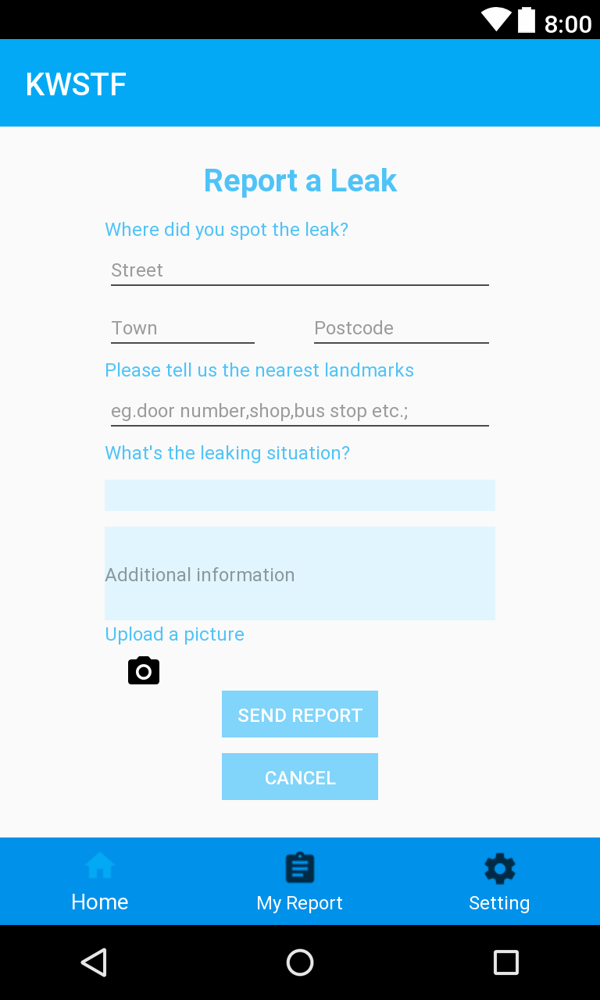 8:00
KWSTF
Report a Leak
Where did you spot the leak?
Street
Town Postcode
Please tell us the nearest landmarks
eg.door number,shop,bus stop etc.;
What's the leaking situation?
Additional information
Upload a picture
SEND REPORT
CANCEL
Home My Report Setting